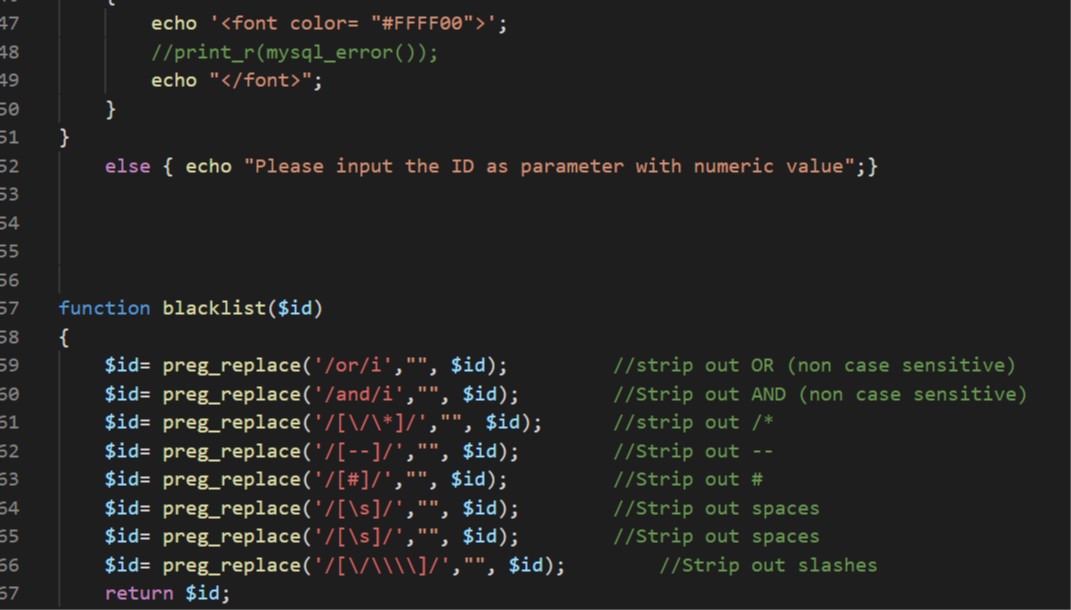 47 echo '<font color= "#FFFF00">';
48 //print_r(mysql_error());
49 echo "</font>";
50 }
51 }
52 else { echo "Please input the ID as parameter with numeric value";}
53
54
55
56
57 function blacklist($id)
58 {
59 $id= preg_replace('/or/i',"", $id); //strip out OR (non case sensitive)
60 $id= preg_replace('/and/i',"", $id); //Strip out AND (non case sensitive)
61 $id= preg_replace('/[\/\*]/',"", $id); //strip out /*
62 $id= preg_replace('/[--]/',"", $id); //Strip out --
63 $id= preg_replace('/[#]/',"", $id); //Strip out #
64 $id= preg_replace('/[\s]/',"", $id); //Strip out spaces
65 $id= preg_replace('/[\s]/',"", $id); //Strip out spaces
66 $id= preg_replace('/[\/\\\\]/',"", $id); //Strip out slashes
67 return $id;